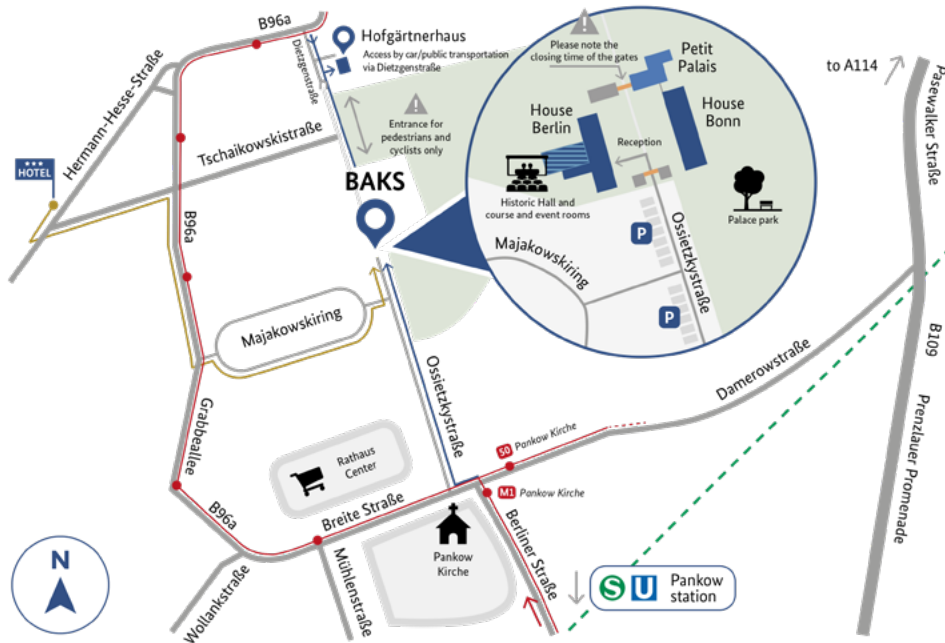 B96a
Hofgärtnerhaus
Access by car/public transportation
via Dietzgenstraße
Dietzgenstraße
Hermann-Hesse-Straße
Tschaikowskistraße
Entrance for
pedestrians and
cyclists only
HOTEL
BAKS
B96a
Majakowskiring
Grabbeallee
Ossietzkystraße
Please note the
closing time of the gates
Petit
Palais
House
Berlin
House
Bonn
Reception
Historic Hall and
course and event rooms
Palace park
P
Majakowskiring
Ossietzkystraße
P
to A114
Pasewalker Straße
B109
Prenzlauer Promenade
Damerowstraße
50 Pankow Kirche
M1 Pankow Kirche
Rathaus
Center
Breite Straße
B96a
Wollankstraße
Mühlenstraße
Pankow
Kirche
Berliner Straße
S U Pankow
station
N